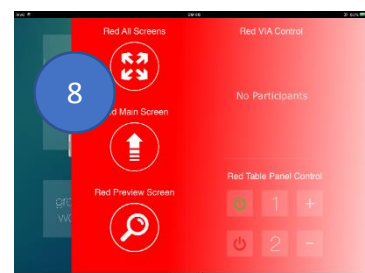 Red All Screens
Red VIA Control
8
d Main Screen
No Participants
Red Table Panel Control
1 +
Red Preview Screen
2 -